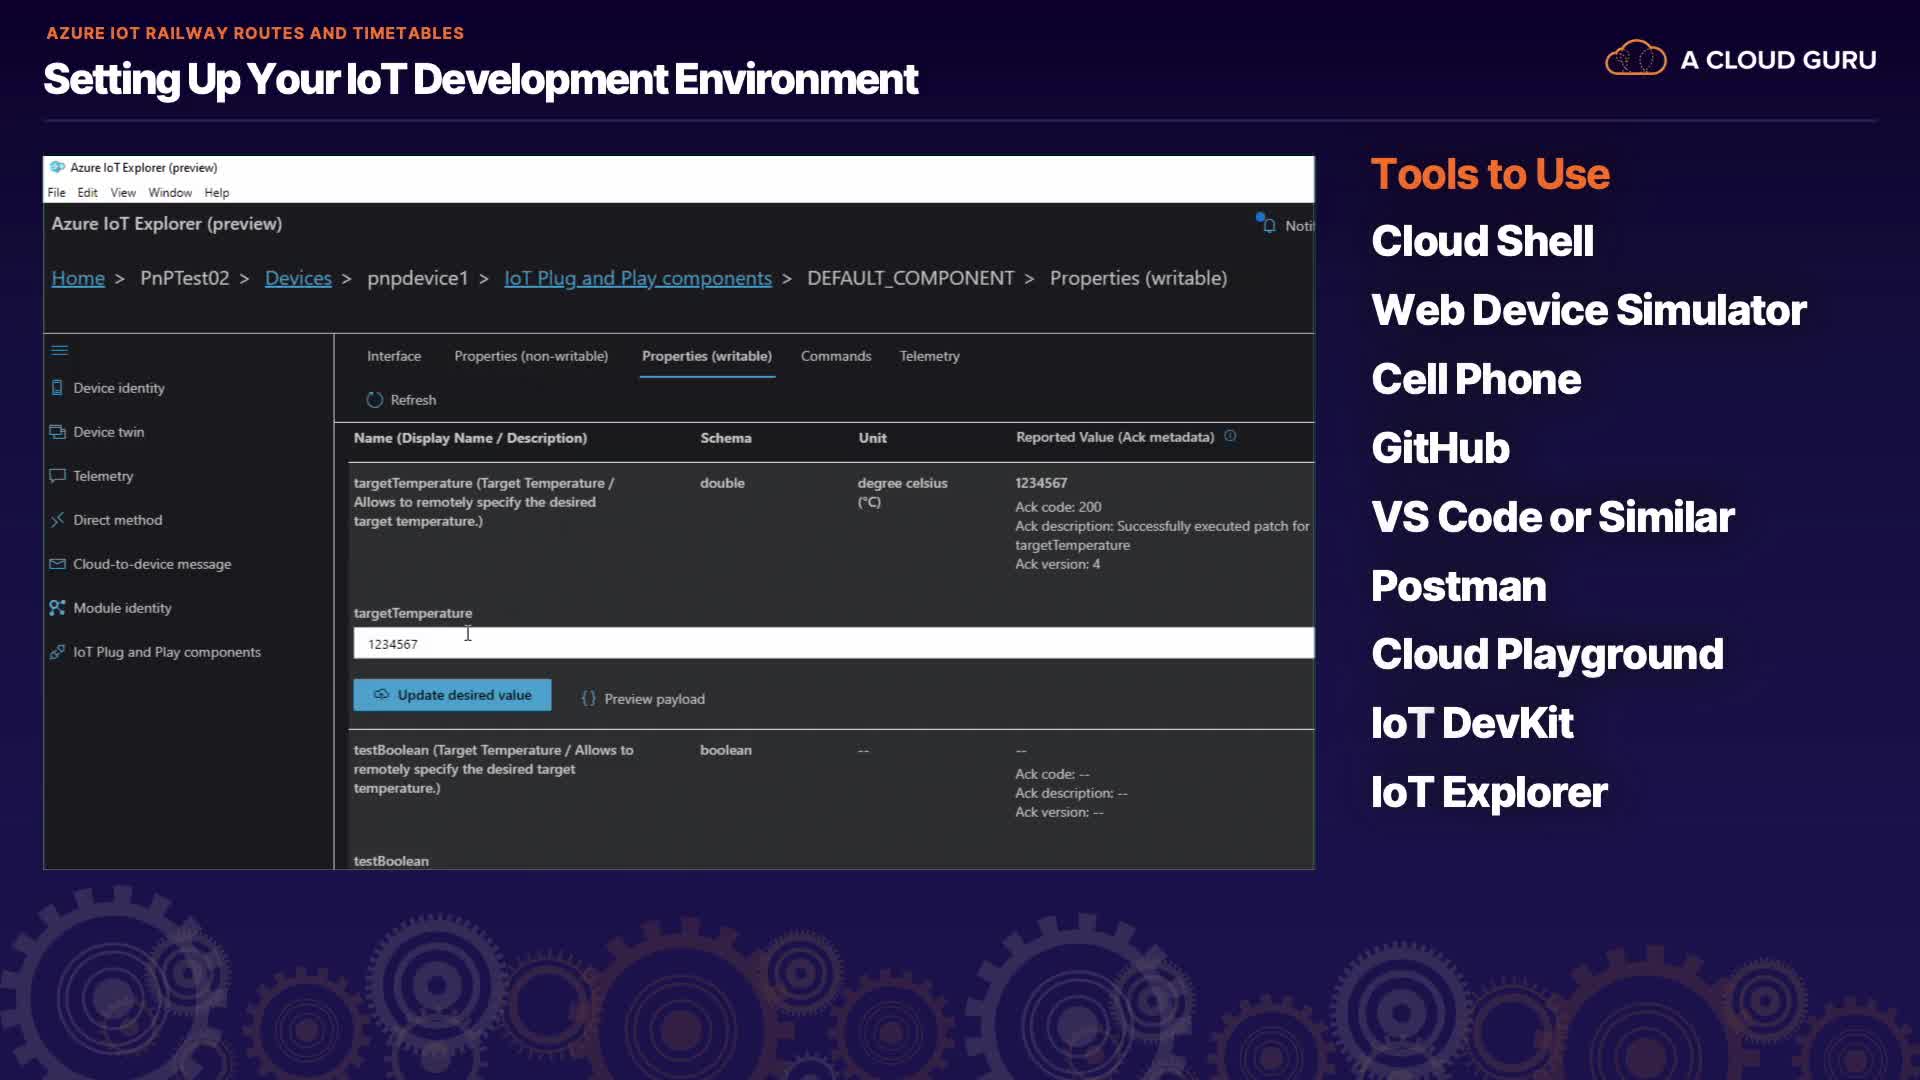 AZURE IOT RAILWAY ROUTES AND TIMETABLES
Setting Up Your IoT Development Environment
A CLOUD GURU
Azure IoT Explorer (preview)
File Edit View Window Help
Azure IoT Explorer (preview)
Noti
Home > PnPTest02 > Devices > pnpdevice1 > IoT Plug and Play components > DEFAULT_COMPONENT > Properties (writable)
Device identity
Device twin
Telemetry
Direct method
Cloud-to-device message
Module identity
IoT Plug and Play components
Interface Properties (non-writable) Properties (writable) Commands Telemetry
Refresh
Name (Display Name / Description) Schema Unit Reported Value (Ack metadata)
targetTemperature (Target Temperature / double degree celsius 1234567
Allows to remotely specify the desired (°C) Ack code: 200
target temperature.) Ack description: Successfully executed patch for
targetTemperature
Ack version: 4
targetTemperature
1234567
Update desired value {} Preview payload
testBoolean (Target Temperature / Allows to boolean -- --
remotely specify the desired target Ack code: --
temperature.) Ack description: --
Ack version: --
testBoolean
Tools to Use
Cloud Shell
Web Device Simulator
Cell Phone
GitHub
VS Code or Similar
Postman
Cloud Playground
IoT DevKit
IoT Explorer